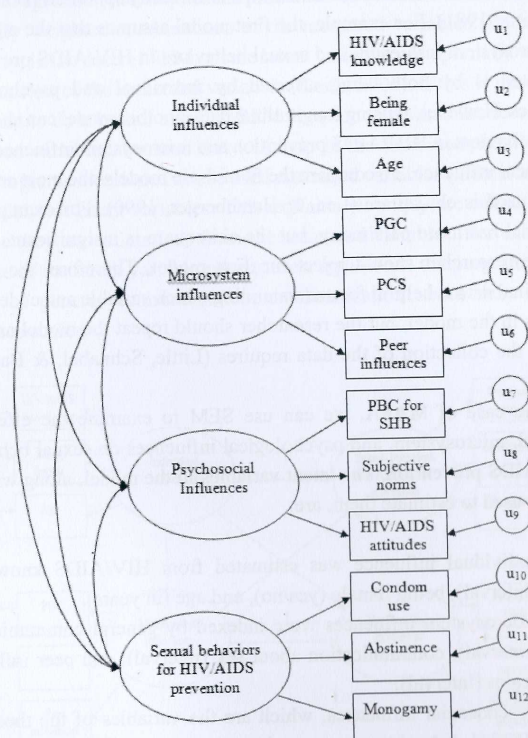 HIV/AIDS
knowledge
u1
Individual
influences
Being
female
u2
Age
u3
PGC
u4
Microsystem
influences
PCS
u5
Peer
influences
u6
PBC for
SHB
u7
Psychosocial
Influences
Subjective
norms
u8
HIV/AIDS
attitudes
u9
Condom
use
u10
Sexual behaviors
for HIV/AIDS
prevention
Abstinence
u11
Monogamy
u12